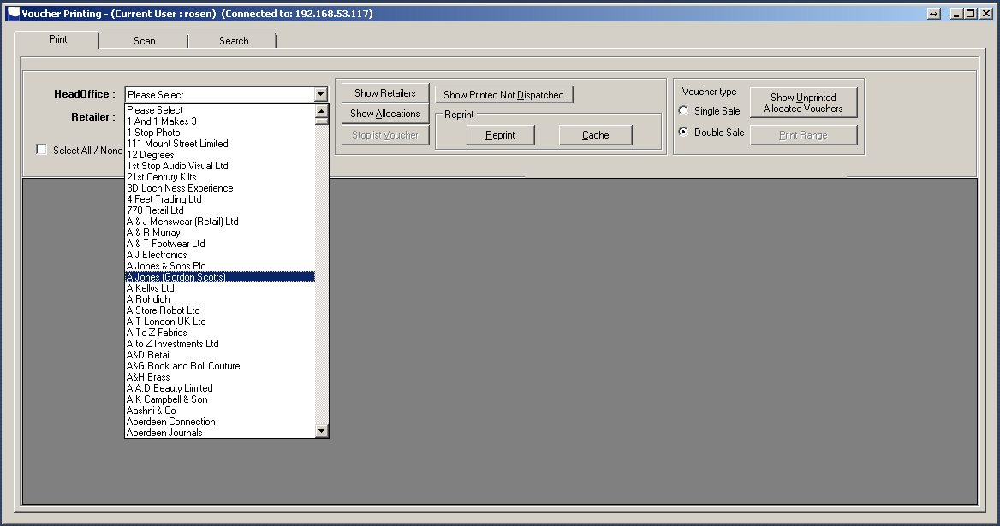 Voucher Printing - (Current User : rosen) (Connected to: 192.168.53.117)
Print Scan Search
HeadOffice : Please Select
Retailer :
Select All / None
Please Select
1 And 1 Makes 3
1 Stop Photo
111 Mount Street Limited
12 Degrees
1st Stop Audio Visual Ltd
21st Century Kilts
3D Loch Ness Experience
4 Feet Trading Ltd
770 Retail Ltd
A & J Menswear (Retail) Ltd
A & R Murray
A & T Footwear Ltd
A J Electronics
A Jones & Sons Plc
A Jones (Gordon Scotts)
A Kellys Ltd
A Rohdich
A Store Robot Ltd
A T London UK Ltd
A To Z Fabrics
A to Z Investments Ltd
A&D Retail
A&G Rock and Roll Couture
A&H Brass
A.A.D Beauty Limited
A.K Campbell & Son
Aashni & Co
Aberdeen Connection
Aberdeen Journals
Show Retailers
Show Allocations
Stoplist Voucher
Show Printed Not Dispatched
Reprint
Reprint Cache
Voucher type
Single Sale
Double Sale
Show Unprinted
Allocated Vouchers
Print Range